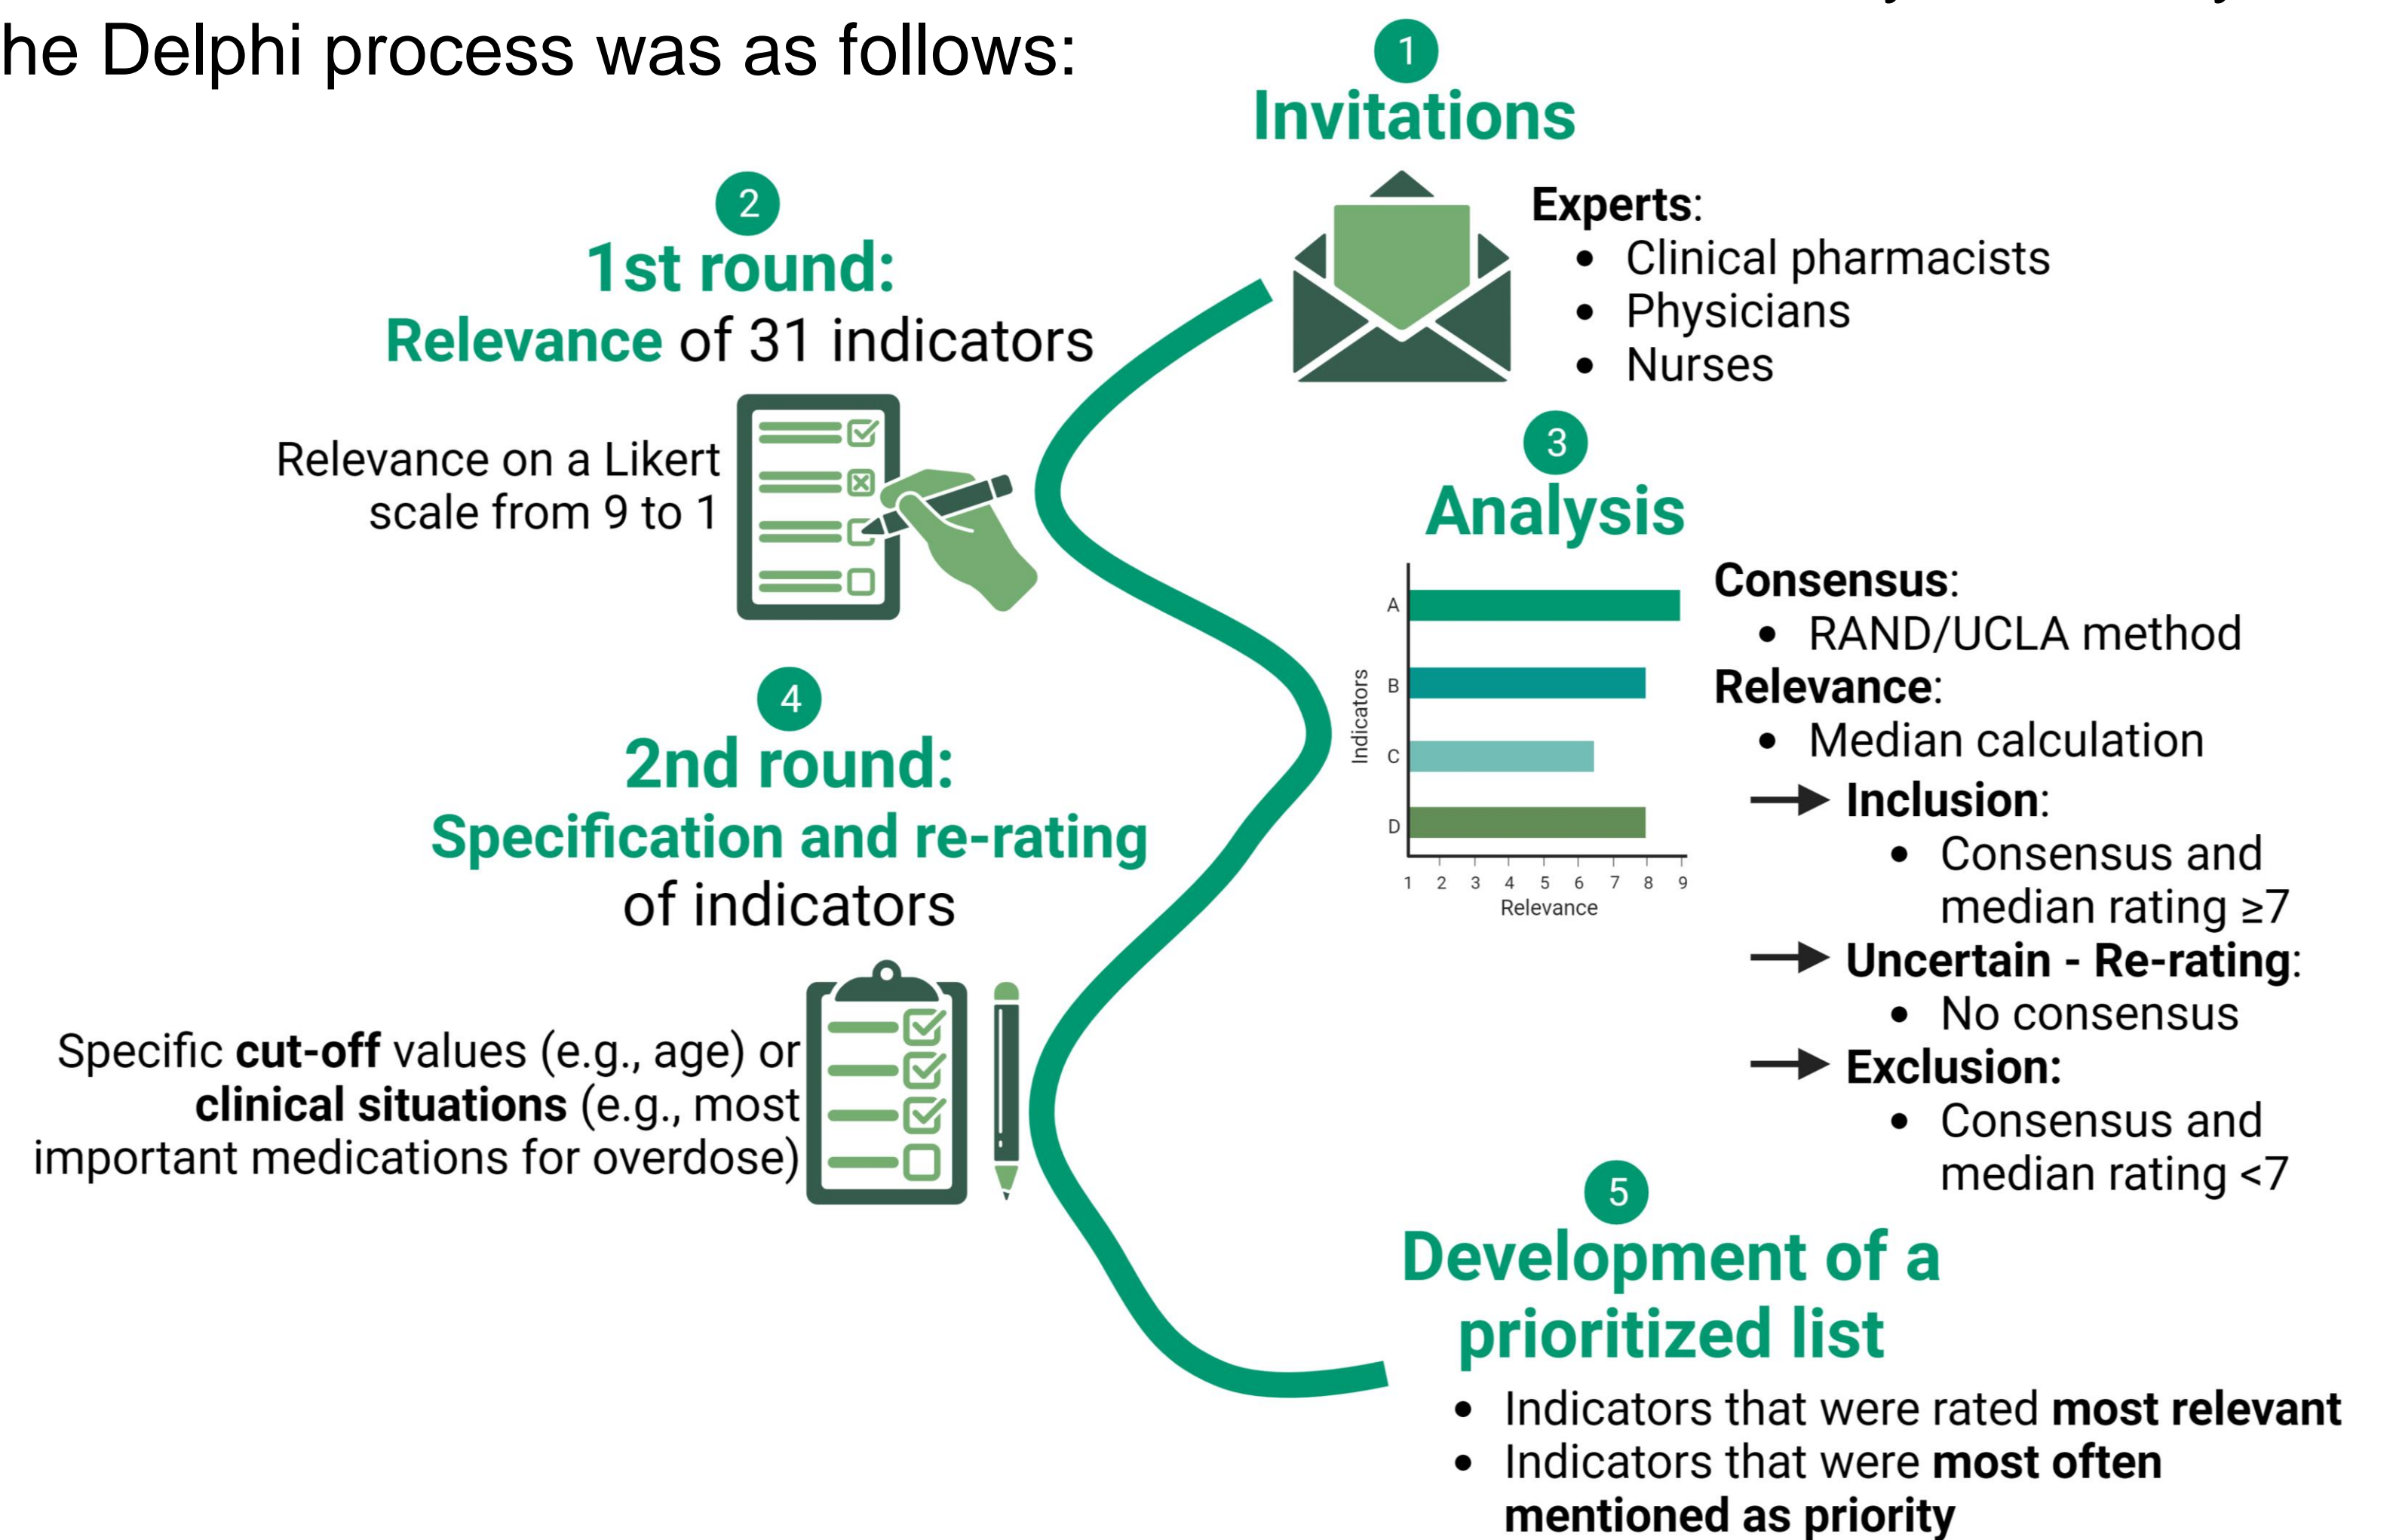 he Delphi process was as follows:
1
Invitations
Experts:
• Clinical pharmacists
• Physicians
• Nurses
2
1st round:
Relevance of 31 indicators
Relevance on a Likert
scale from 9 to 1
3
Analysis
Indicators
A
B
C
D
1 2 3 4 5 6 7 8 9
Relevance
Consensus:
• RAND/UCLA method
Relevance:
• Median calculation
Inclusion:
• Consensus and
median rating ≥7
Uncertain - Re-rating:
• No consensus
Exclusion:
• Consensus and
median rating <7
4
2nd round:
Specification and re-rating
of indicators
Specific cut-off values (e.g., age) or
clinical situations (e.g., most
important medications for overdose)
5
Development of a
prioritized list
• Indicators that were rated most relevant
• Indicators that were most often
mentioned as priority